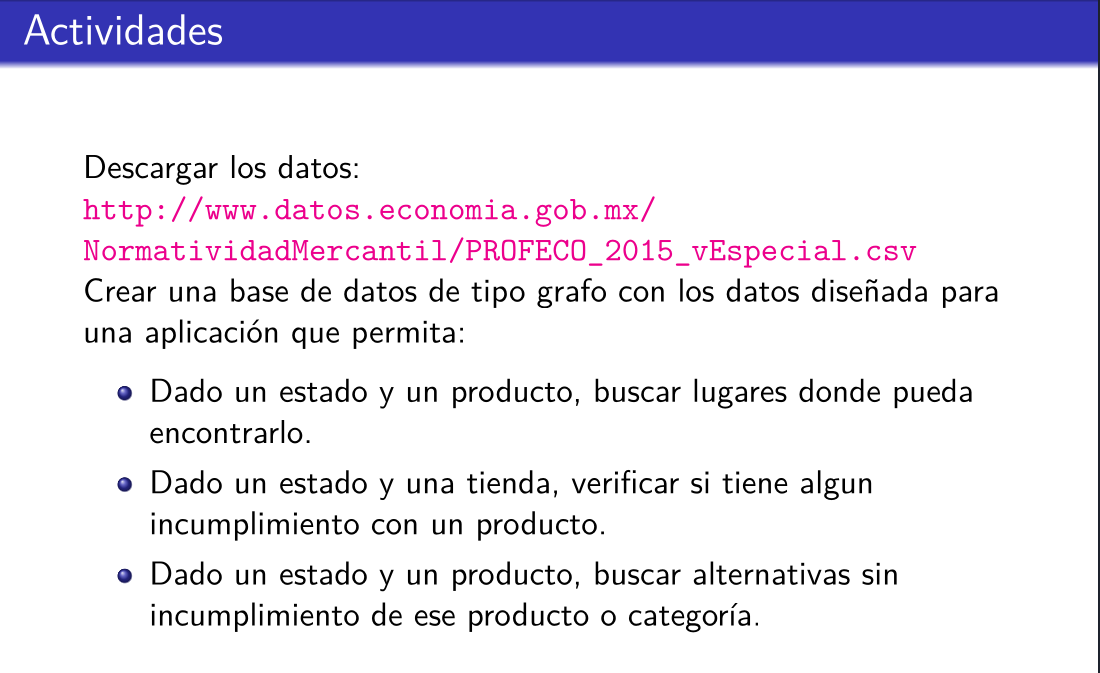 Actividades
Descargar los datos:
http://www.datos.economia.gob.mx/
NormatividadMercantil/PROFECO_2015_vEspecial.csv
Crear una base de datos de tipo grafo con los datos diseñada para
una aplicación que permita:
Dado un estado y un producto, buscar lugares donde pueda
encontrarlo.
Dado un estado y una tienda, verificar si tiene algun
incumplimiento con un producto.
Dado un estado y un producto, buscar alternativas sin
incumplimiento de ese producto o categoría.